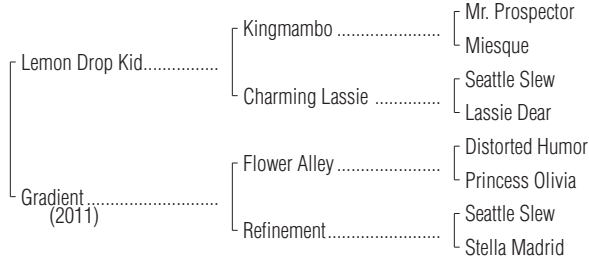 Mr. Prospector
Kingmambo ..................
Miesque
Lemon Drop Kid...............
Seattle Slew
Charming Lassie .............
Lassie Dear
Distorted Humor
Flower Alley ..................
Princess Olivia
Gradient ..........................
(2011)
Seattle Slew
Refinement.....................
Stella Madrid